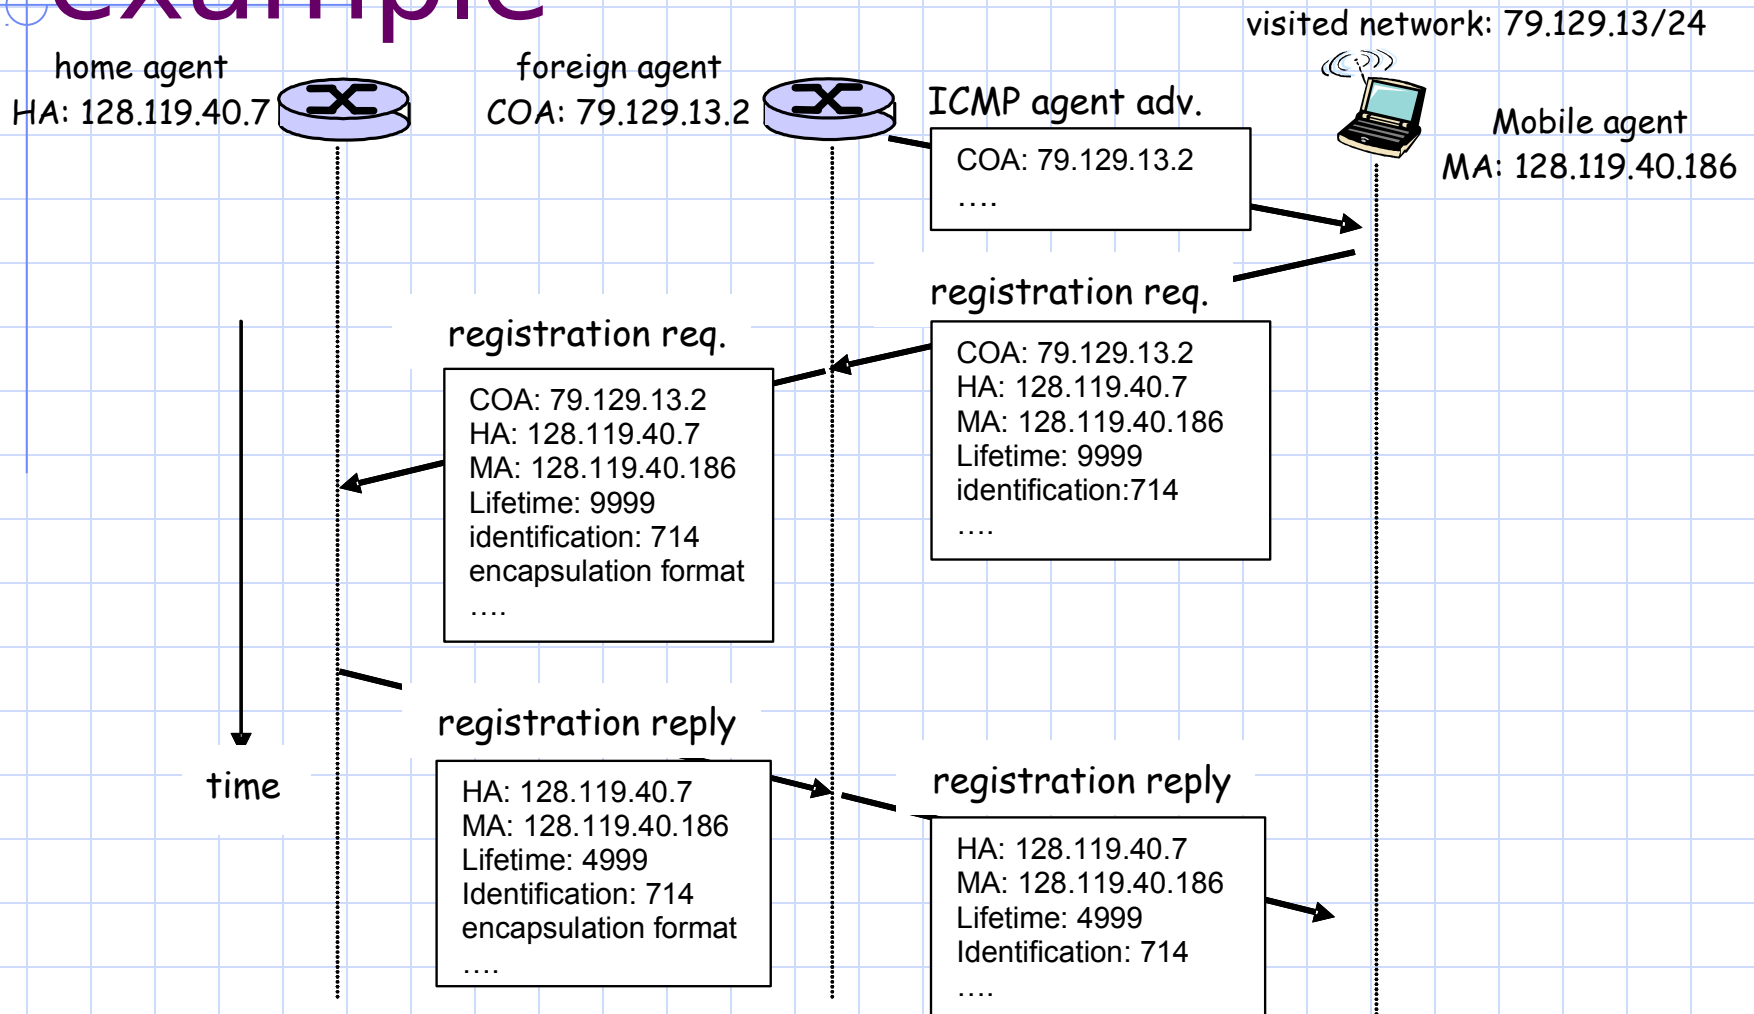 example
visited network: 79.129.13/24
home agent
HA: 128.119.40.7
foreign agent
COA: 79.129.13.2
ICMP agent adv.
COA: 79.129.13.2
….
Mobile agent
MA: 128.119.40.186
registration req.
COA: 79.129.13.2
HA: 128.119.40.7
MA: 128.119.40.186
Lifetime: 9999
identification:714
….
registration req.
COA: 79.129.13.2
HA: 128.119.40.7
MA: 128.119.40.186
Lifetime: 9999
identification: 714
encapsulation format
….
time
registration reply
HA: 128.119.40.7
MA: 128.119.40.186
Lifetime: 4999
Identification: 714
encapsulation format
….
registration reply
HA: 128.119.40.7
MA: 128.119.40.186
Lifetime: 4999
Identification: 714
….